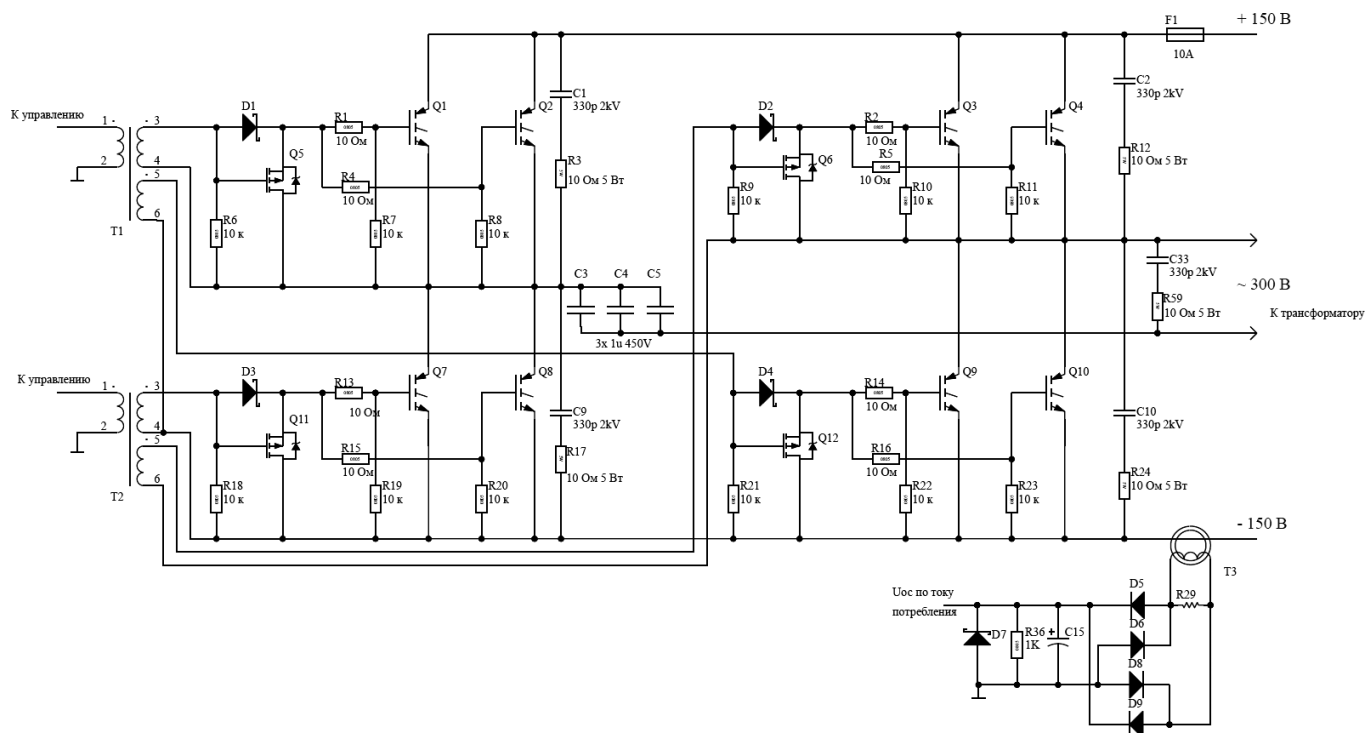 F1
+ 150 В
10А
C1
330p 2kV
C2
330p 2kV
К управлению
1
-
-
3
2
4
-
5
6
T1
D1
R1
10 Ом
Q1
Q2
Q5
R4
10 Ом
R3
10 Ом 5 Вт
R6
10 к
R7
10 к
R8
10 к
D2
R2
10 Ом
Q3
Q4
Q6
R5
10 Ом
R12
10 Ом 5 Вт
R9
10 к
R10
10 к
R11
10 к
C3
C4
C5
3x 1u 450V
C33
330p 2kV
~ 300 В
R59
10 Ом 5 Вт
К трансформатору
К управлению
1
-
-
3
2
4
-
5
6
T2
D3
R13
10 Ом
Q7
Q8
Q11
R15
10 Ом
C9
330p 2kV
R17
10 Ом 5 Вт
R18
10 к
R19
10 к
R20
10 к
D4
R14
10 Ом
Q9
Q10
Q12
R16
10 Ом
C10
330p 2kV
R24
10 Ом 5 Вт
R21
10 к
R22
10 к
R23
10 к
- 150 В
T3
Uос по току
потребления
D7
R36
1K
C15
+
D5
R29
D6
D8
D9